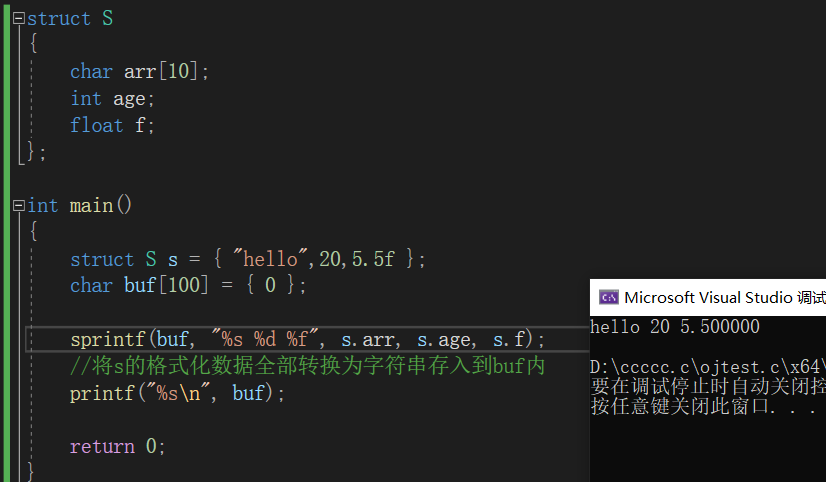 struct S
{
char arr[10];
int age;
float f;
};
int main()
{
struct S s = { "hello",20,5.5f };
char buf[100] = { 0 };
sprintf(buf, "%s %d %f", s.arr, s.age, s.f);
//将s的格式化数据全部转换为字符串存入到buf内
printf("%s\n", buf);
return 0;
}
Microsoft Visual Studio 调试
hello 20 5.500000
D:\ccccc.c\ojtest.c\x64\
要在调试停止时自动关闭控
按任意键关闭此窗口. . .